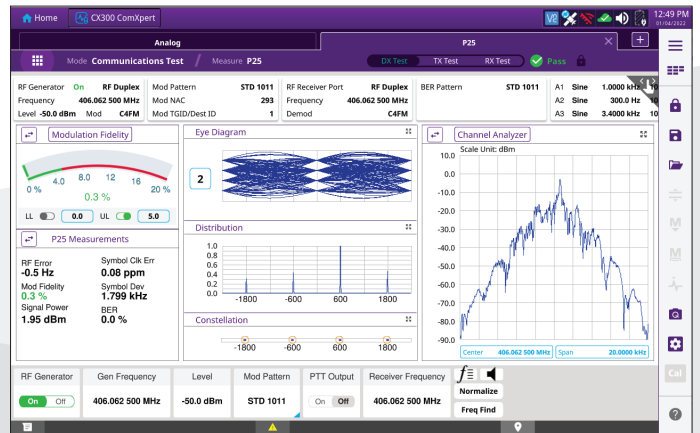 Home CX300 ComXpert 12:49 PM
01/04/2022
Analog P25
Mode Communications Test / Measure P25 DX Test TX Test RX Test Pass
RF Generator On RF Duplex
Frequency 406.062 500 MHz
Level -50.0 dBm Mod C4FM
Mod Pattern STD 1011
Mod NAC 293
Mod TGID/Dest ID 1
RF Receiver Port RF Duplex
Frequency 406.062 500 MHz
Demod C4FM
BER Pattern STD 1011
A1 Sine 1.0000 kHz 10
A2 Sine 300.0 Hz 10
A3 Sine 3.4000 kHz 10
Modulation Fidelity
0 % 4.0 8.0 12 16 20 %
0.3 %
LL 0.0 UL 5.0
P25 Measurements
RF Error
-0.5 Hz
Symbol Clk Err
0.08 ppm
Mod Fidelity
0.3 %
Symbol Dev
1.799 kHz
Signal Power
1.95 dBm
BER
0.0 %
Eye Diagram
2
Distribution
1.0
0.8
0.6
0.4
0.2
0.0
-1800 -600 600 1800
Constellation
-1800 -600 600 1800
Channel Analyzer
Scale Unit: dBm
10.0
0.0
-10.0
-20.0
-30.0
-40.0
-50.0
-60.0
-70.0
-80.0
-90.0
Center 406.062 500 MHz Span 20.0000 kHz
RF Generator
On Off
Gen Frequency
406.062 500 MHz
Level
-50.0 dBm
Mod Pattern
STD 1011
PTT Output
On Off
Receiver Frequency
406.062 500 MHz
Normalize
Freq Find
M
M
Cal